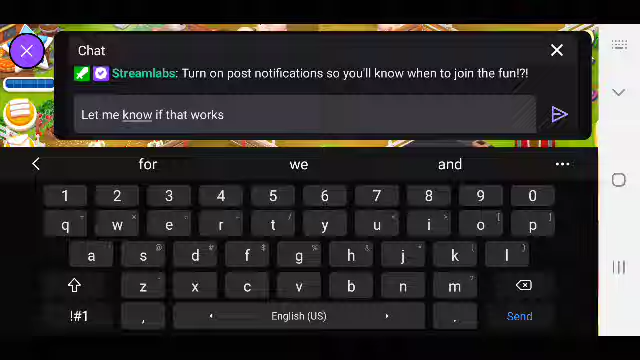 Chat
Streamlabs: Turn on post notifications so you'll know when to join the fun!?!
Let me know if that works
for we and
1 2 3 4 5 6 7 8 9 0
q w e r t y u i o p
a s d f g h j k l
z x c v b n m
!#1 , English (US) . Send